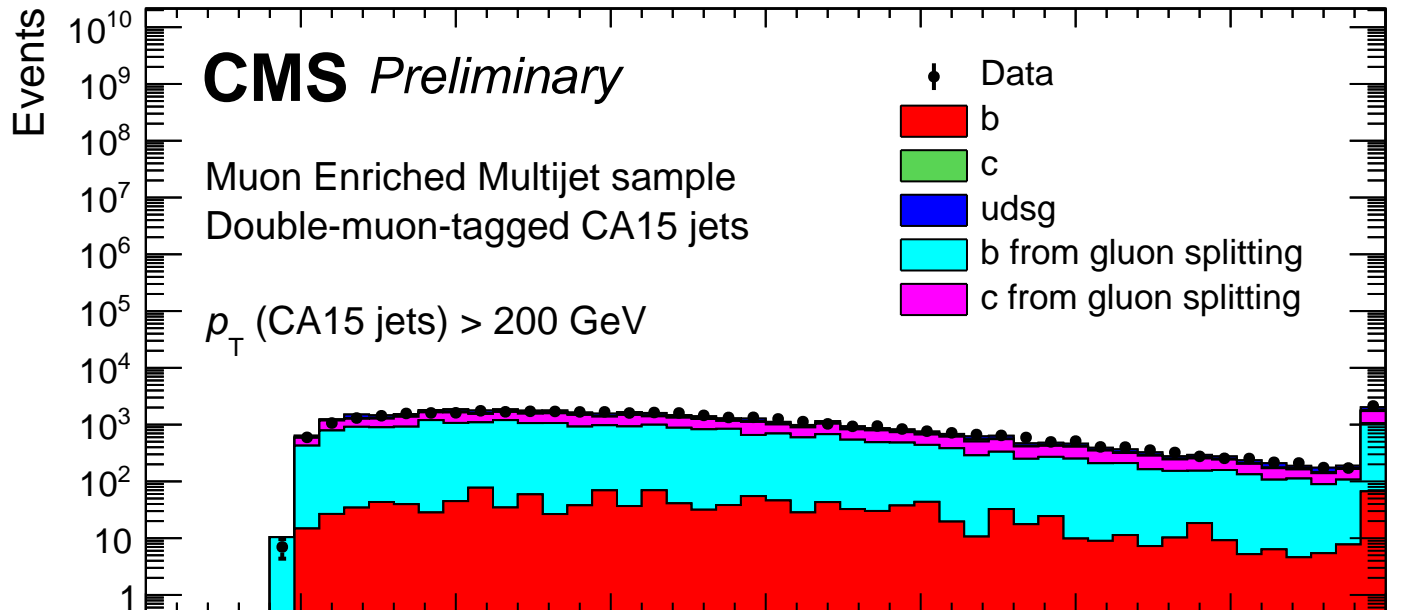 Events
10^10
10^9
10^8
10^7
10^6
10^5
10^4
10^3
10^2
10
1
CMS Preliminary
Muon Enriched Multijet sample
Double-muon-tagged CA15 jets
p_T (CA15 jets) > 200 GeV
Data
b
c
udsg
b from gluon splitting
c from gluon splitting